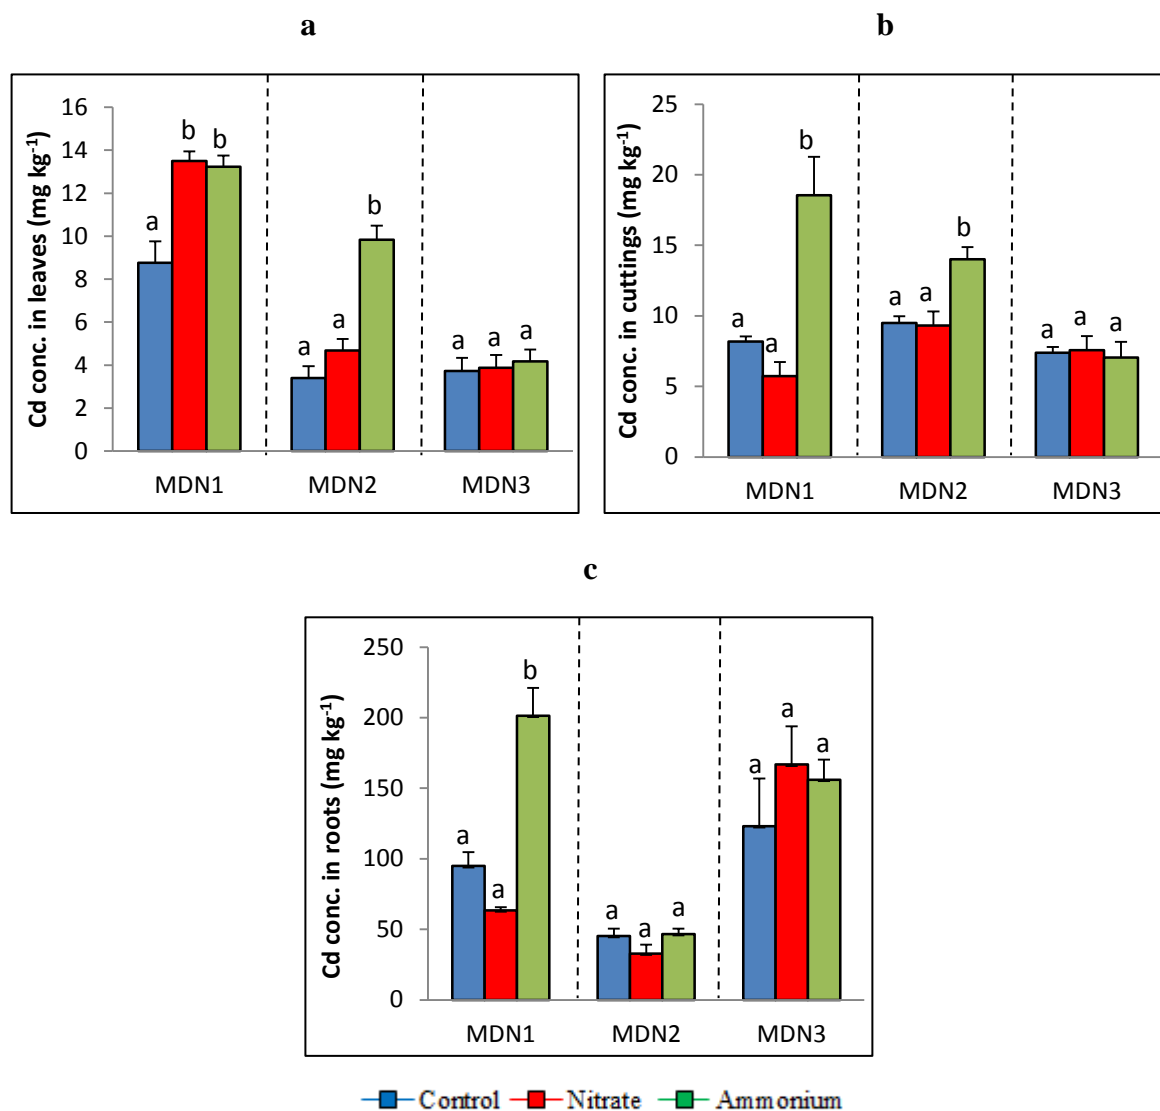 a
b
Cd conc. in leaves (mg kg⁻¹)
16
14
12
10
8
6
4
2
0
a
b
b
a
a
b
a
a
a
MDN1 MDN2 MDN3
Cd conc. in cuttings (mg kg⁻¹)
25
20
15
10
5
0
a
a
b
a
a
b
a
a
a
MDN1 MDN2 MDN3
c
Cd conc. in roots (mg kg⁻¹)
250
200
150
100
50
0
a
a
b
a
a
a
a
a
a
MDN1 MDN2 MDN3
Control Nitrate Ammonium